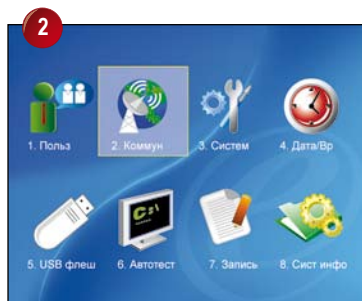 2
1. Польз 2. Коммун 3. Систем 4. Дата/Вр
C:\
5. USB флеш 6. Автотест 7. Запись 8. Сист инфо